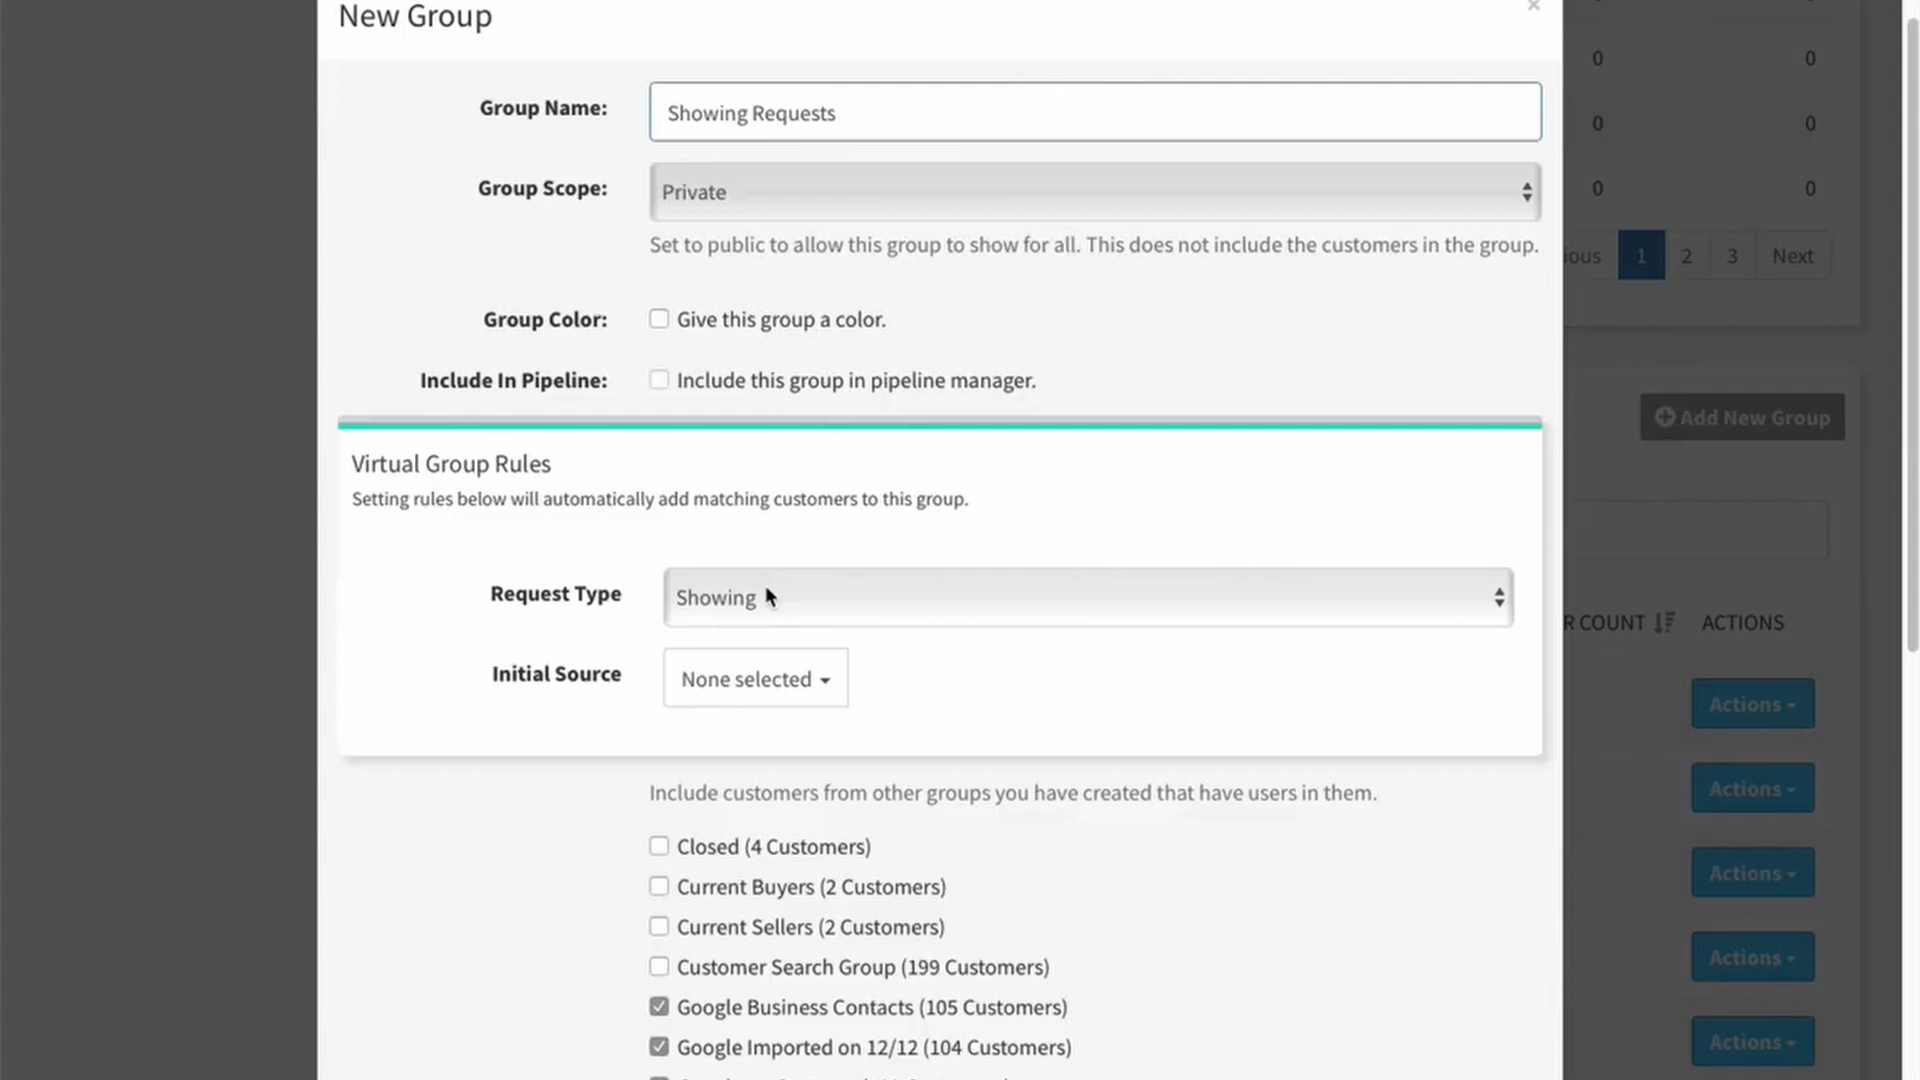 New Group
×
0 0
Group Name: Showing Requests
0 0
Group Scope: Private
0 0
Set to public to allow this group to show for all. This does not include the customers in the group.
ious 1 2 3 Next
Group Color: Give this group a color.
Include In Pipeline: Include this group in pipeline manager.
Add New Group
Virtual Group Rules
Setting rules below will automatically add matching customers to this group.
Request Type Showing
R COUNT ACTIONS
Initial Source None selected
Actions
Include customers from other groups you have created that have users in them.
Actions
Closed (4 Customers)
Current Buyers (2 Customers)
Actions
Current Sellers (2 Customers)
Customer Search Group (199 Customers)
Actions
Google Business Contacts (105 Customers)
Google Imported on 12/12 (104 Customers)
Actions